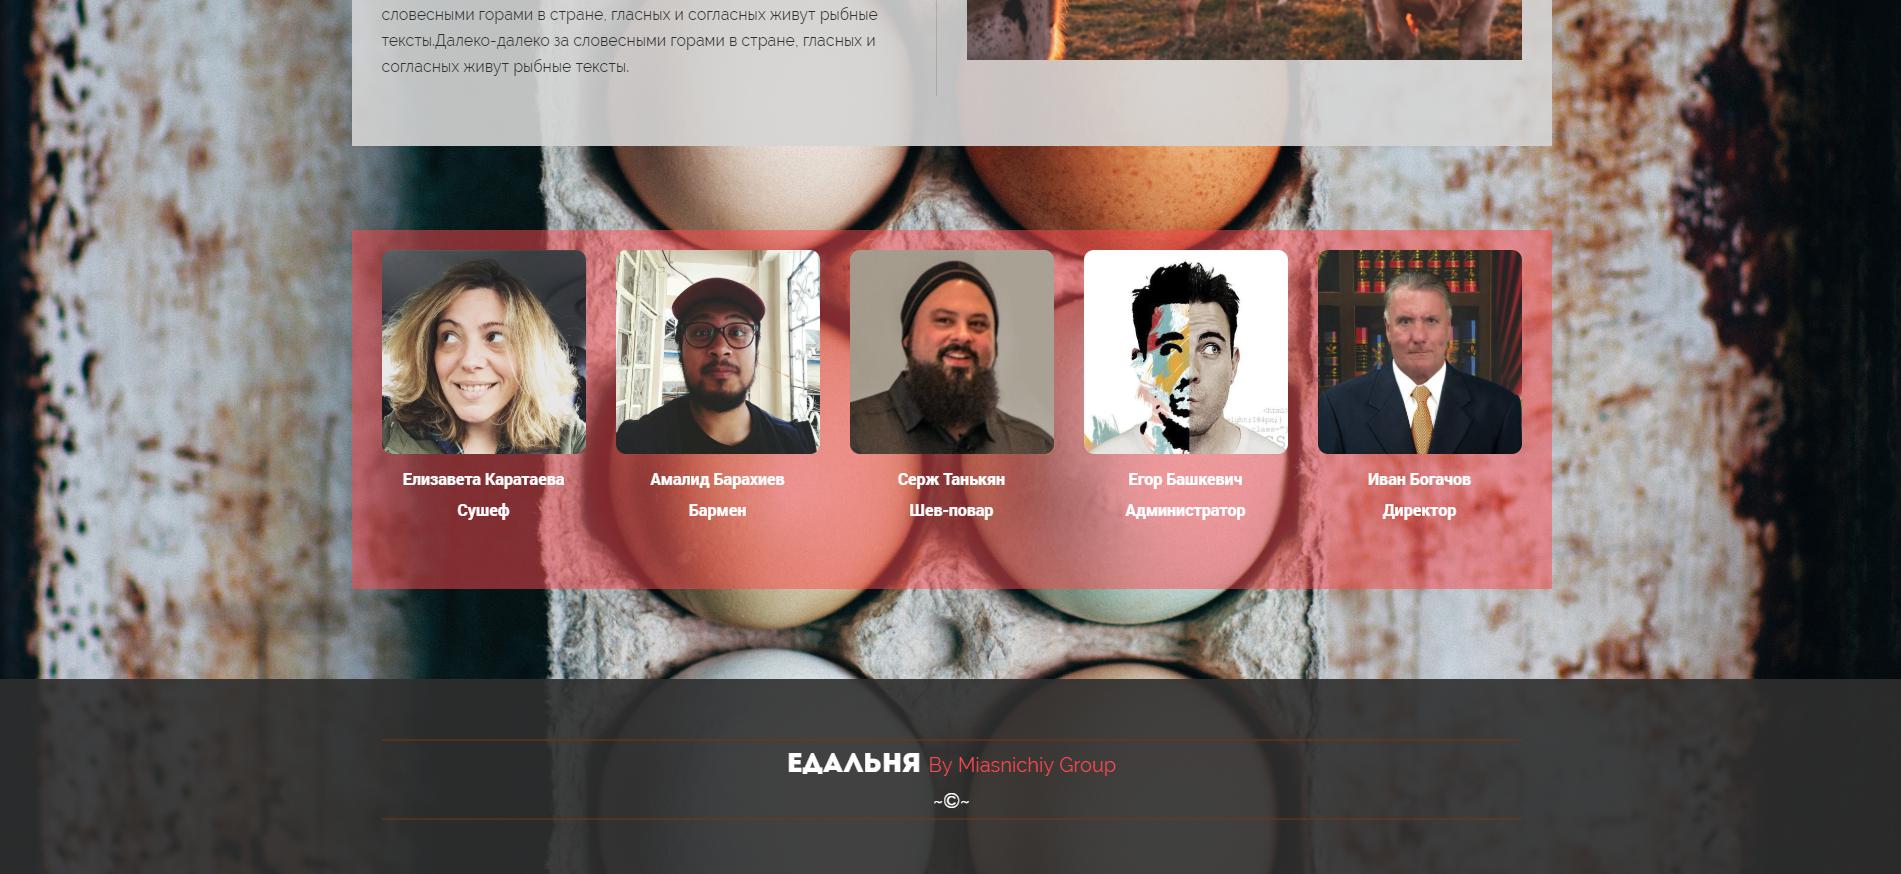 словесными горами в стране, гласных и согласных живут рыбные
тексты.Далеко-далеко за словесными горами в стране, гласных и
согласных живут рыбные тексты.
Елизавета Каратаева
Сушеф
Амалид Барахиев
Бармен
Серж Танькян
Шев-повар
Егор Башкевич
Администратор
Иван Богачов
Директор
ЕДАЛЬНЯ By Miasnichiy Group
~©~